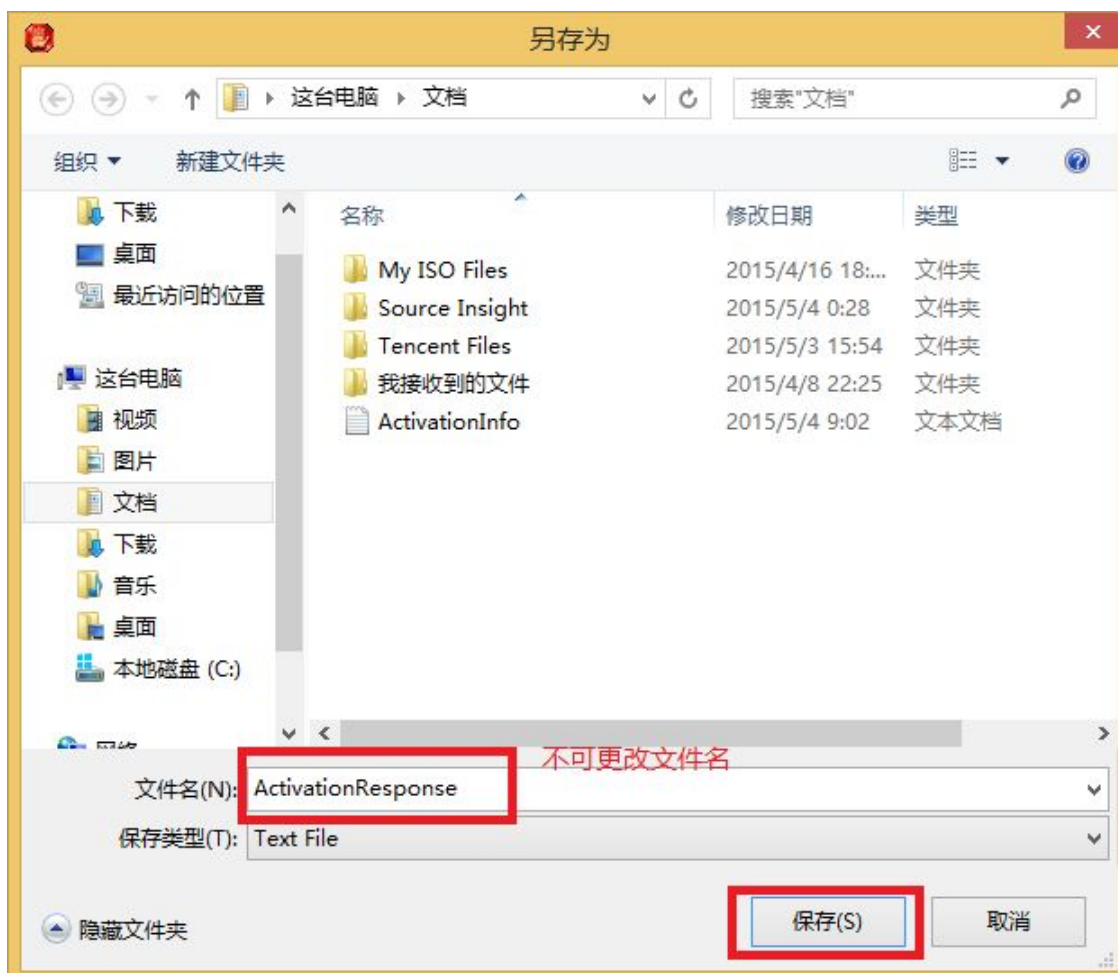 另存为
这台电脑 文档
搜索"文档"
组织 新建文件夹
名称 修改日期 类型
下载
桌面
最近访问的位置
这台电脑
视频
图片
文档
下载
音乐
桌面
本地磁盘 (C:)
My ISO Files 2015/4/16 18:... 文件夹
Source Insight 2015/5/4 0:28 文件夹
Tencent Files 2015/5/3 15:54 文件夹
我接收到的文件 2015/4/8 22:25 文件夹
ActivationInfo 2015/5/4 9:02 文本文档
不可更改文件名
文件名(N): ActivationResponse
保存类型(T): Text File
隐藏文件夹 保存(S) 取消